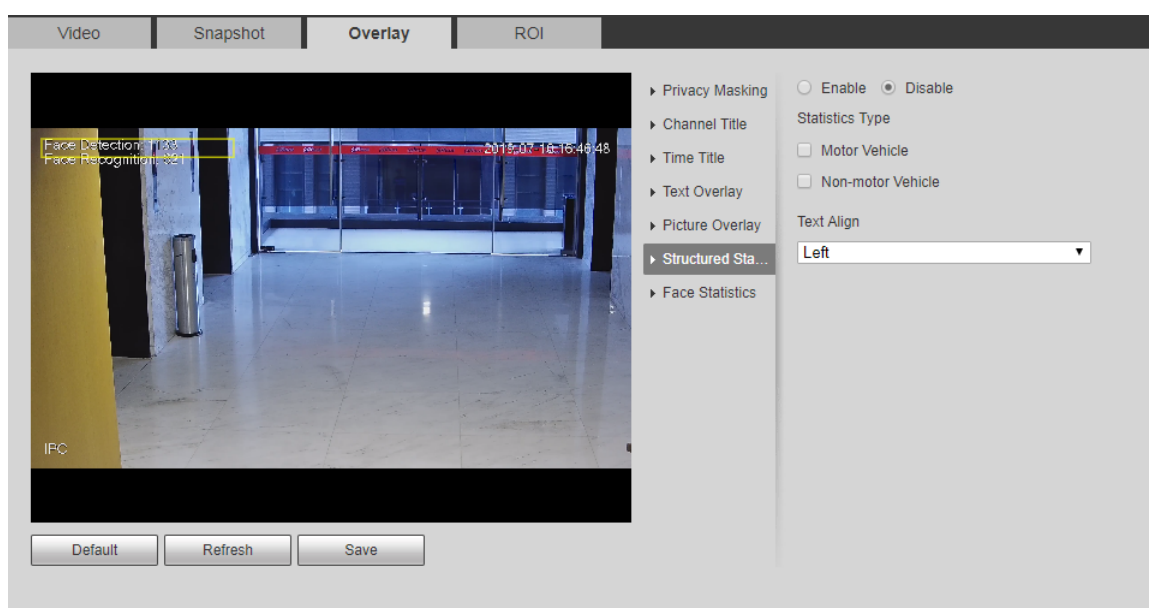 Video Snapshot Overlay ROI
Face Detection: 1133
Face Recognition: 321
2019-07-16 16:46:48
IPC
Privacy Masking
Channel Title
Time Title
Text Overlay
Picture Overlay
Structured Sta...
Face Statistics
Enable Disable
Statistics Type
Motor Vehicle
Non-motor Vehicle
Text Align
Left
Default Refresh Save